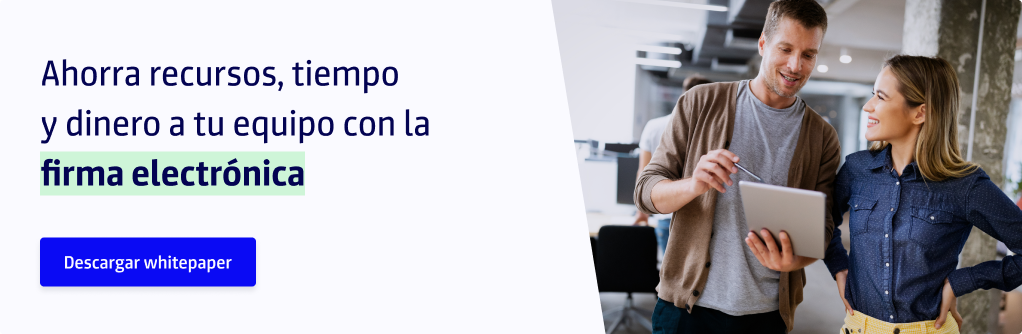 Ahorra recursos, tiempo
y dinero a tu equipo con la
firma electrónica
Descargar whitepaper